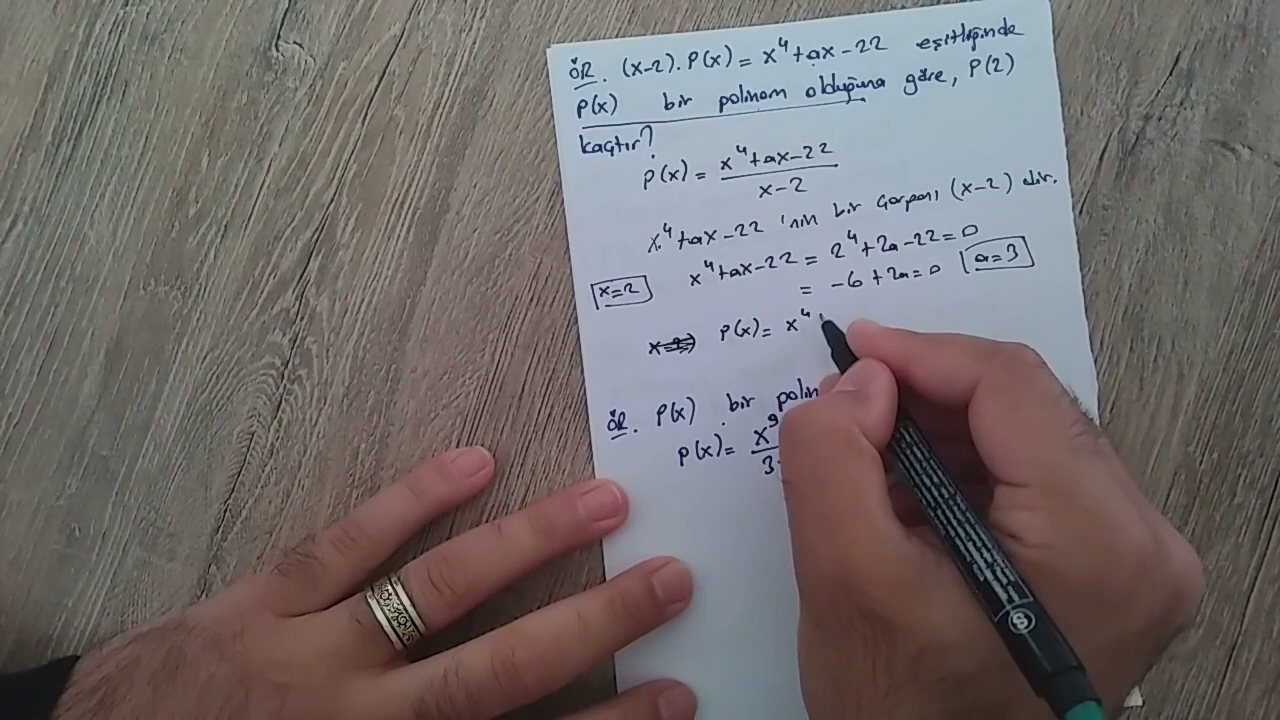 ÖR. (x-2).P(x) = x⁴+ax-22 eşitliğinde
P(x) bir polinom olduğuna göre, P(2)
kaçtır?
P(x) = x⁴+ax-22 / x-2
x⁴+ax-22 'nin bir çarpanı (x-2) dir.
x=2 x⁴+ax-22 = 2⁴+2a-22=0
= -6+2a=0 a=3
P(x)= x⁴
ÖR. P(x) bir polin
P(x)= x⁹ / 3